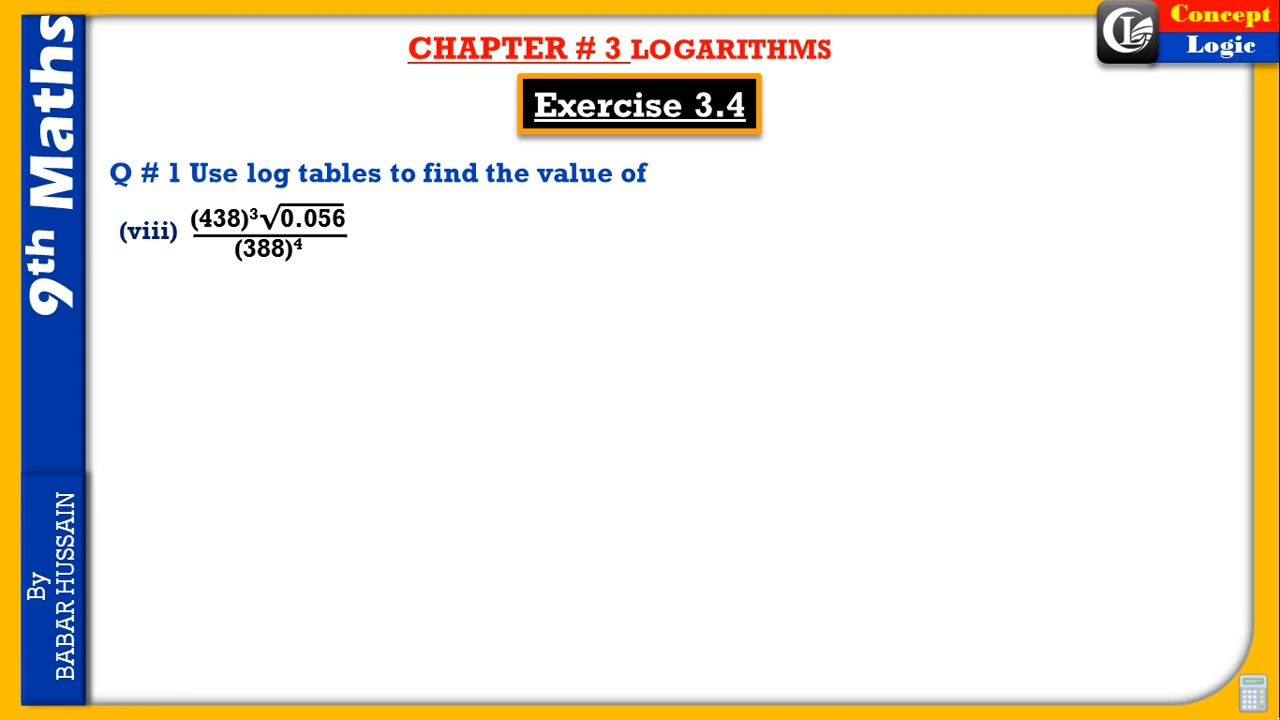 Concept
Logic
CHAPTER # 3 LOGARITHMS
Exercise 3.4
Q # 1 Use log tables to find the value of
(viii) (438)³√0.056
(388)⁴
9th Maths
By
BABAR HUSSAIN